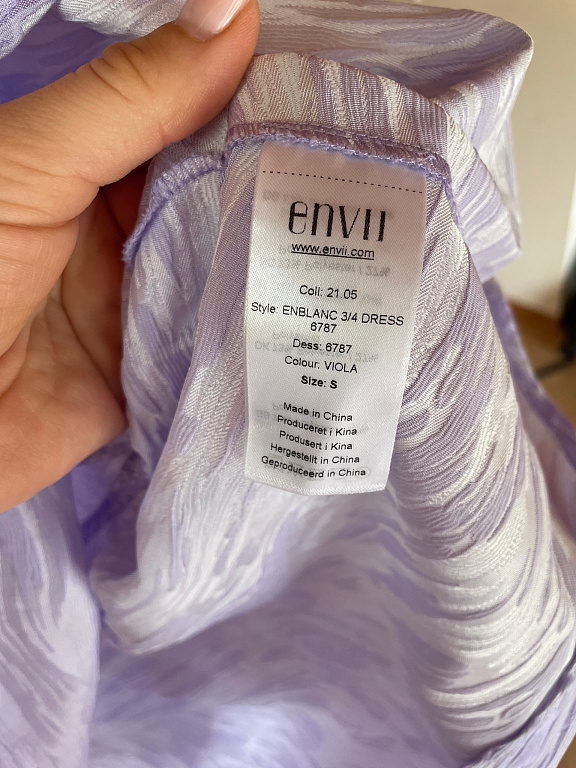 envii
www.envii.com
Coll: 21.05
Style: ENBLANC 3/4 DRESS
6787
Dess: 6787
Colour: VIOLA
Size: S
Made in China
Produceret i Kina
Produsert i Kina
Hergestellt in China
Geproduceerd in China